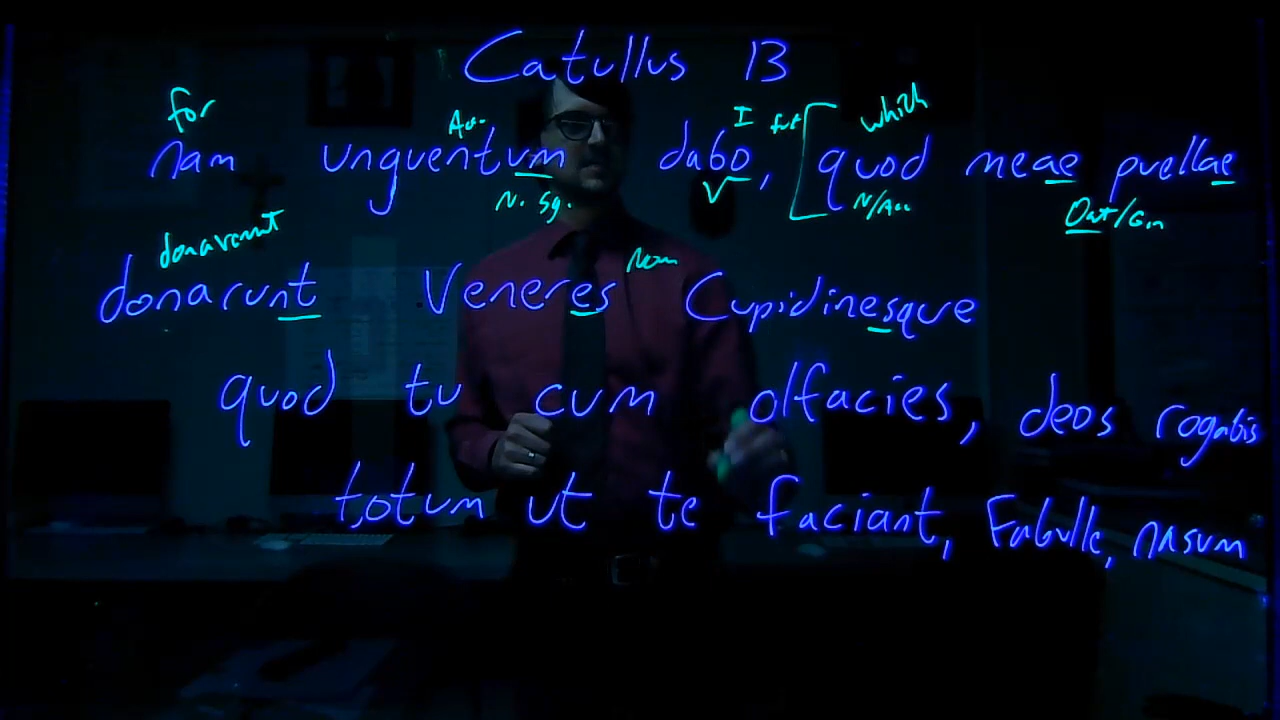 Catullus 13
for Acc. I fut which
nam unguentum dabo, quod meae puellae
N. Sg. V N/Acc Dat/Gen
donaverunt Nom
donarunt Veneres Cupidinesque
quod tu cum olfacies, deos rogabis
totum ut te faciant, Fabulle, nasum